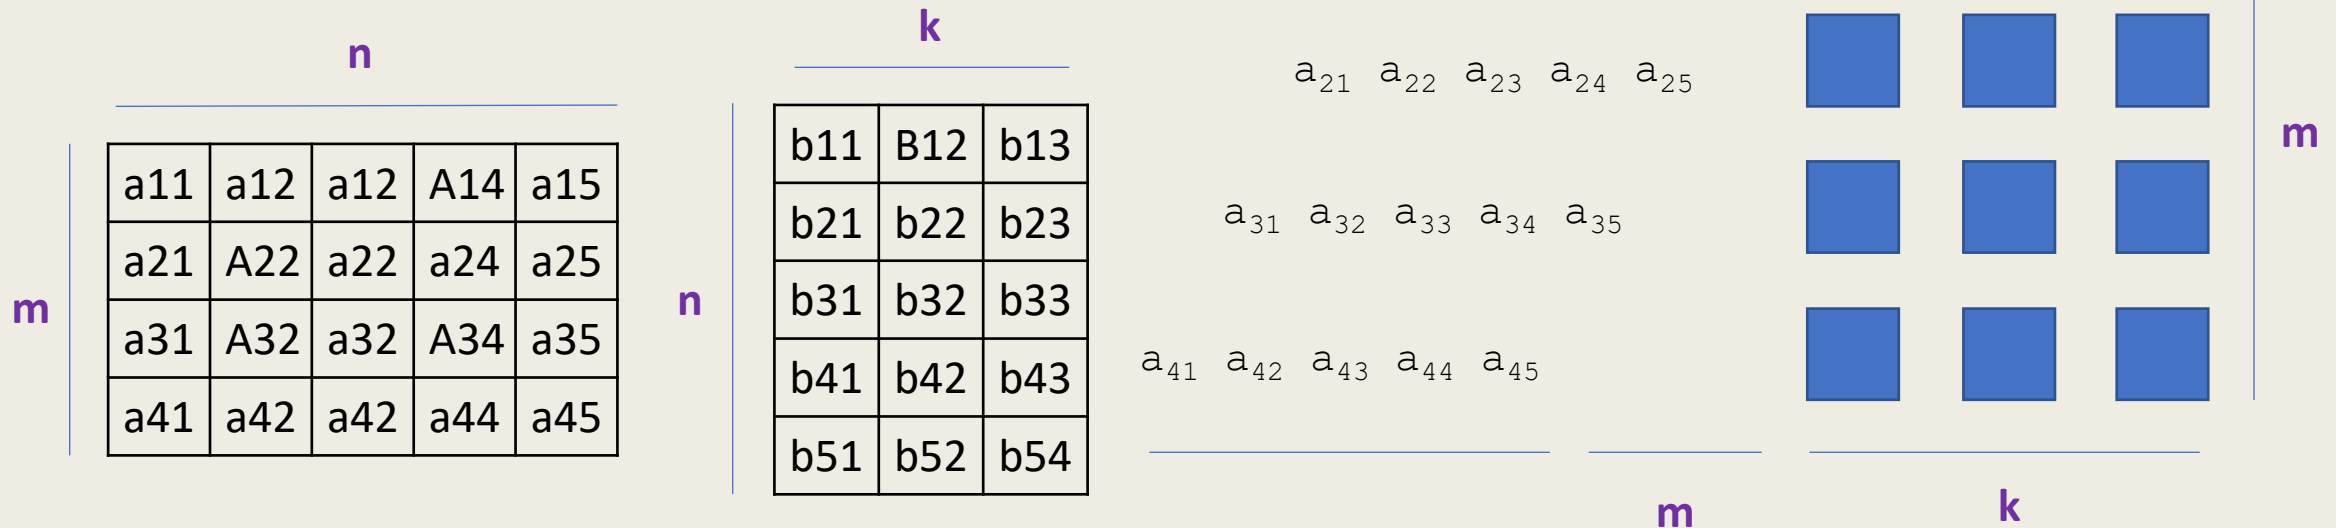 n
m
a11 a12 a12 A14 a15
a21 A22 a22 a24 a25
a31 A32 a32 A34 a35
a41 a42 a42 a44 a45
k
n
b11 B12 b13
b21 b22 b23
b31 b32 b33
b41 b42 b43
b51 b52 b54
a21 a22 a23 a24 a25
a31 a32 a33 a34 a35
a41 a42 a43 a44 a45
m
m
k